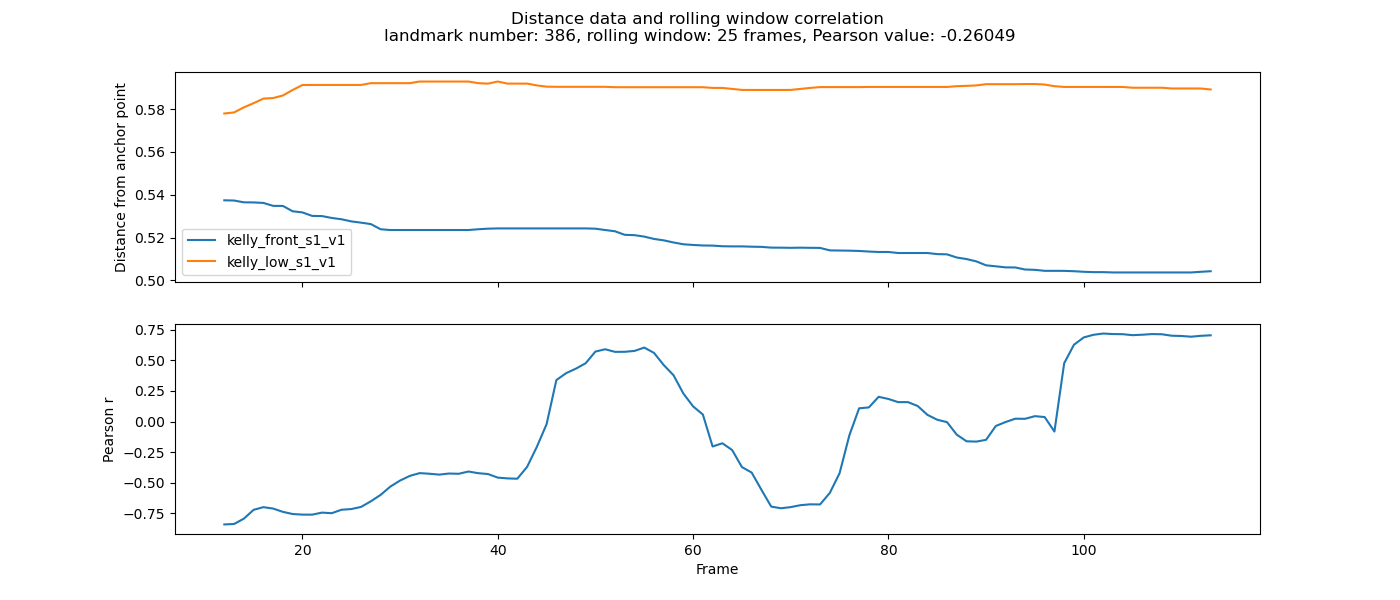 Distance data and rolling window correlation
landmark number: 386, rolling window: 25 frames, Pearson value: -0.26049
Distance from anchor point
0.58
0.56
0.54
0.52
0.50
kelly_front_s1_v1
kelly_low_s1_v1
Pearson r
0.75
0.50
0.25
0.00
−0.25
−0.50
−0.75
20
40
60
80
100
Frame